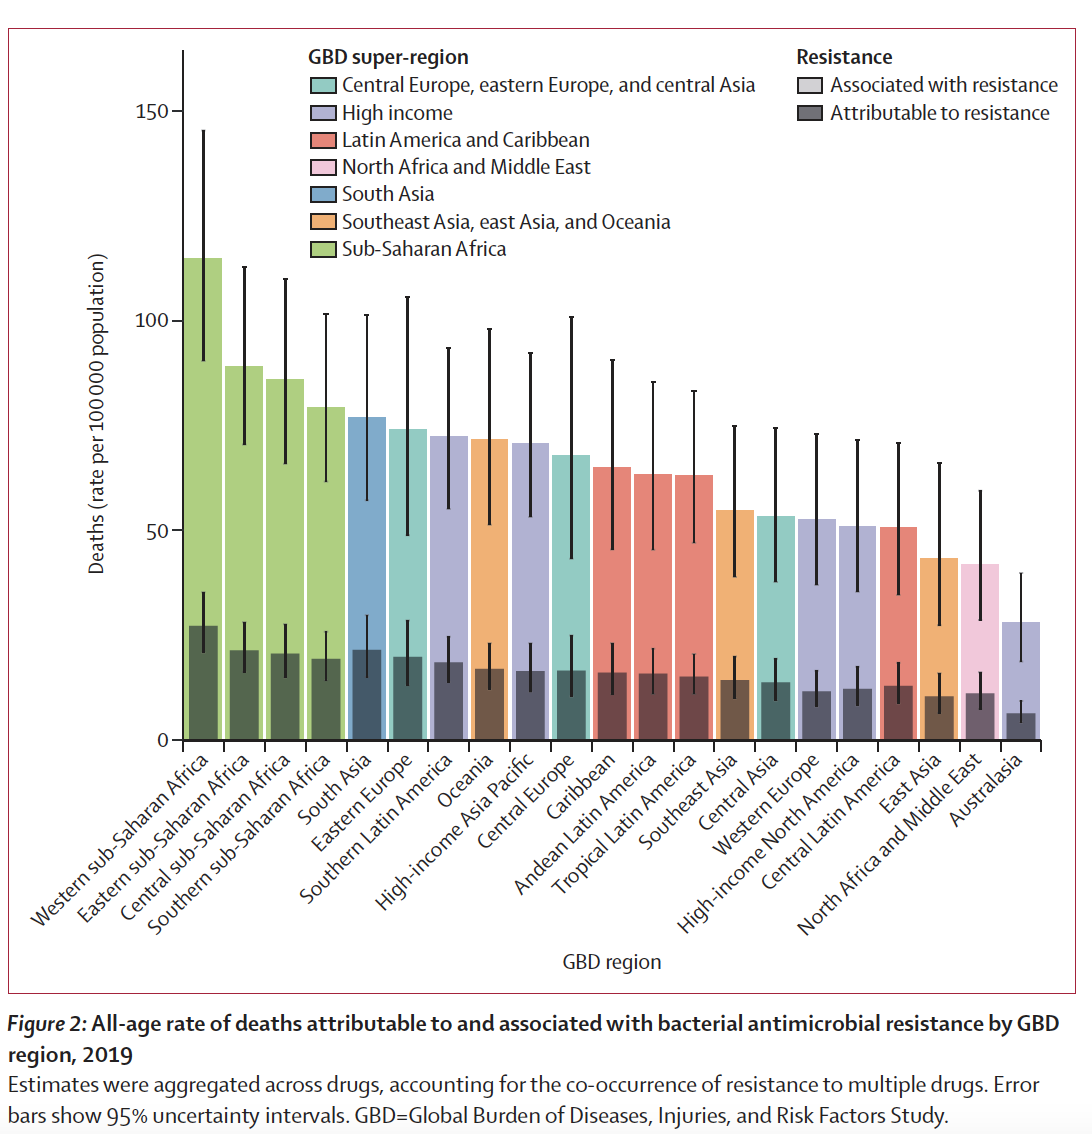 GBD super-region
Central Europe, eastern Europe, and central Asia
High income
Latin America and Caribbean
North Africa and Middle East
South Asia
Southeast Asia, east Asia, and Oceania
Sub-Saharan Africa
Resistance
Associated with resistance
Attributable to resistance
Deaths (rate per 100 000 population)
150
100
50
0
Western sub-Saharan Africa
Eastern sub-Saharan Africa
Central sub-Saharan Africa
Southern sub-Saharan Africa
South Asia
Eastern Europe
Southern Latin America
Oceania
High-income Asia Pacific
Central Europe
Caribbean
Andean Latin America
Tropical Latin America
Southeast Asia
Central Asia
Western Europe
High-income North America
Central Latin America
East Asia
North Africa and Middle East
Australasia
GBD region
Figure 2: All-age rate of deaths attributable to and associated with bacterial antimicrobial resistance by GBD
region, 2019
Estimates were aggregated across drugs, accounting for the co-occurrence of resistance to multiple drugs. Error
bars show 95% uncertainty intervals. GBD=Global Burden of Diseases, Injuries, and Risk Factors Study.